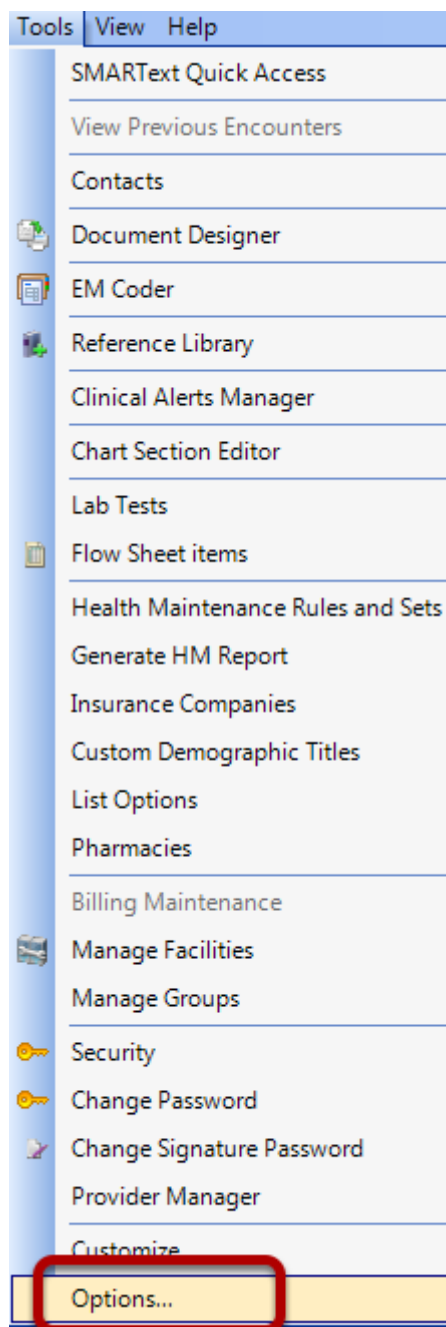 Tools View Help
SMARText Quick Access
View Previous Encounters
Contacts
Document Designer
EM Coder
Reference Library
Clinical Alerts Manager
Chart Section Editor
Lab Tests
Flow Sheet items
Health Maintenance Rules and Sets
Generate HM Report
Insurance Companies
Custom Demographic Titles
List Options
Pharmacies
Billing Maintenance
Manage Facilities
Manage Groups
Security
Change Password
Change Signature Password
Provider Manager
Customize
Options...